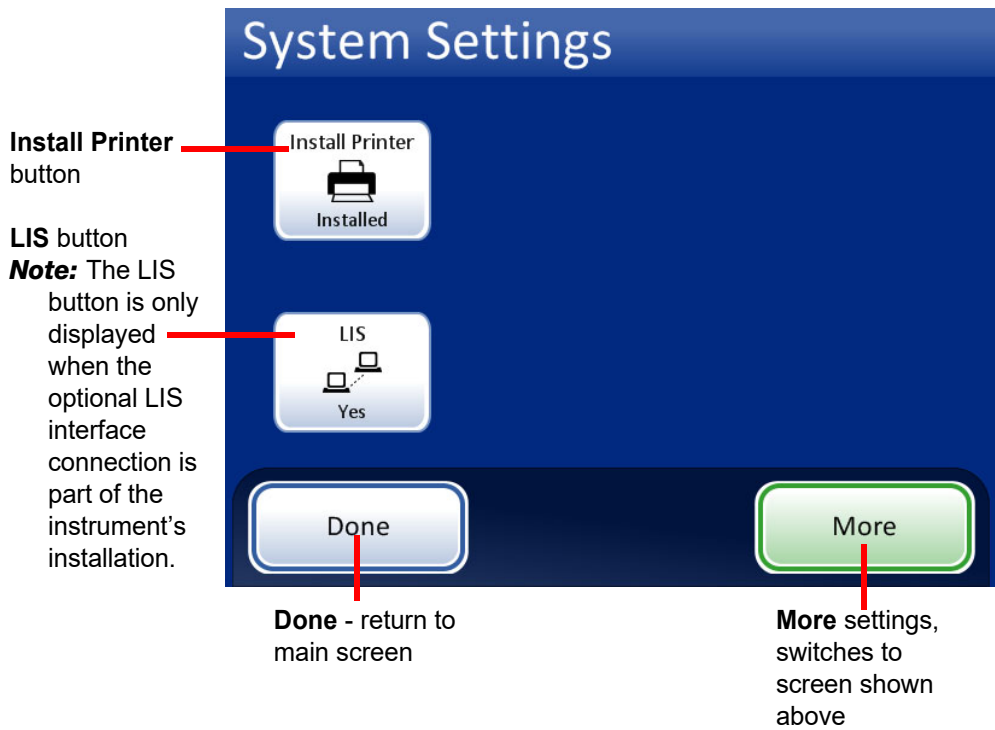 System Settings
Install Printer
button
LIS button
Note: The LIS
button is only
displayed
when the
optional LIS
interface
connection is
part of the
instrument’s
installation.
Install Printer
Installed
LIS
Yes
Done
More
Done - return to
main screen
More settings,
switches to
screen shown
above